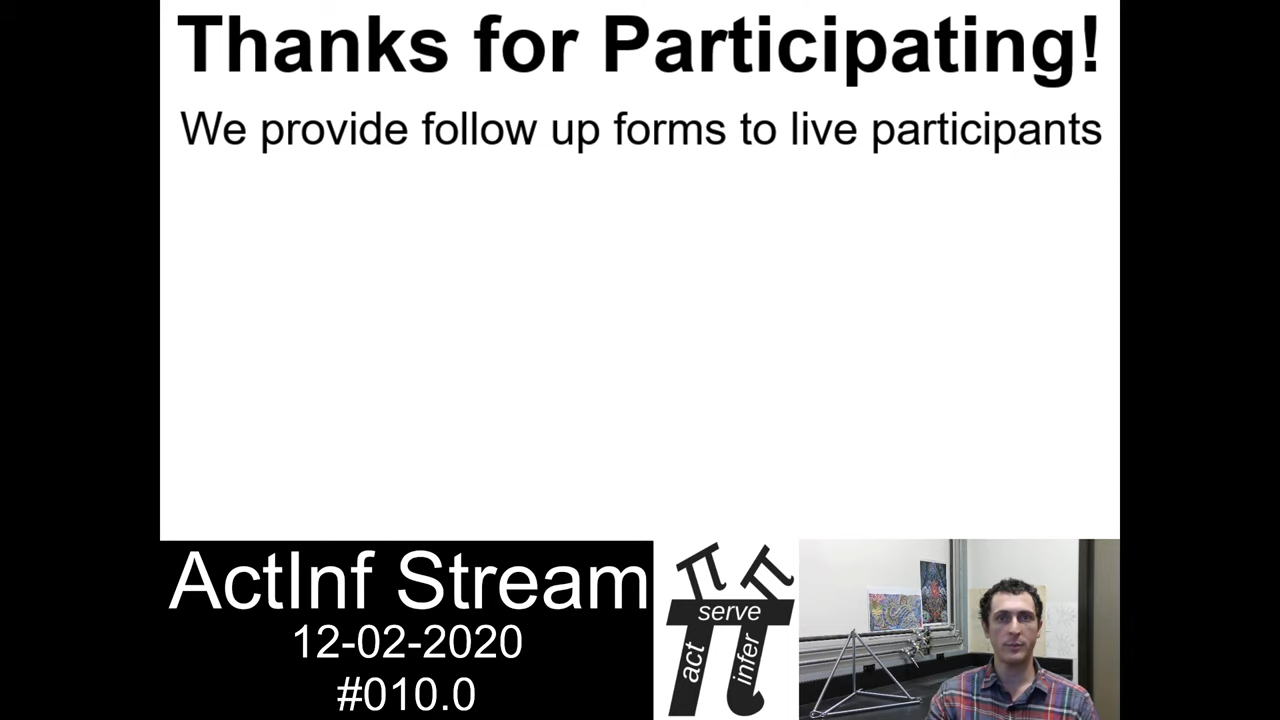 Thanks for Participating!
We provide follow up forms to live participants
ActInf Stream
12-02-2020
#010.0
π π
π
serve
act
infer